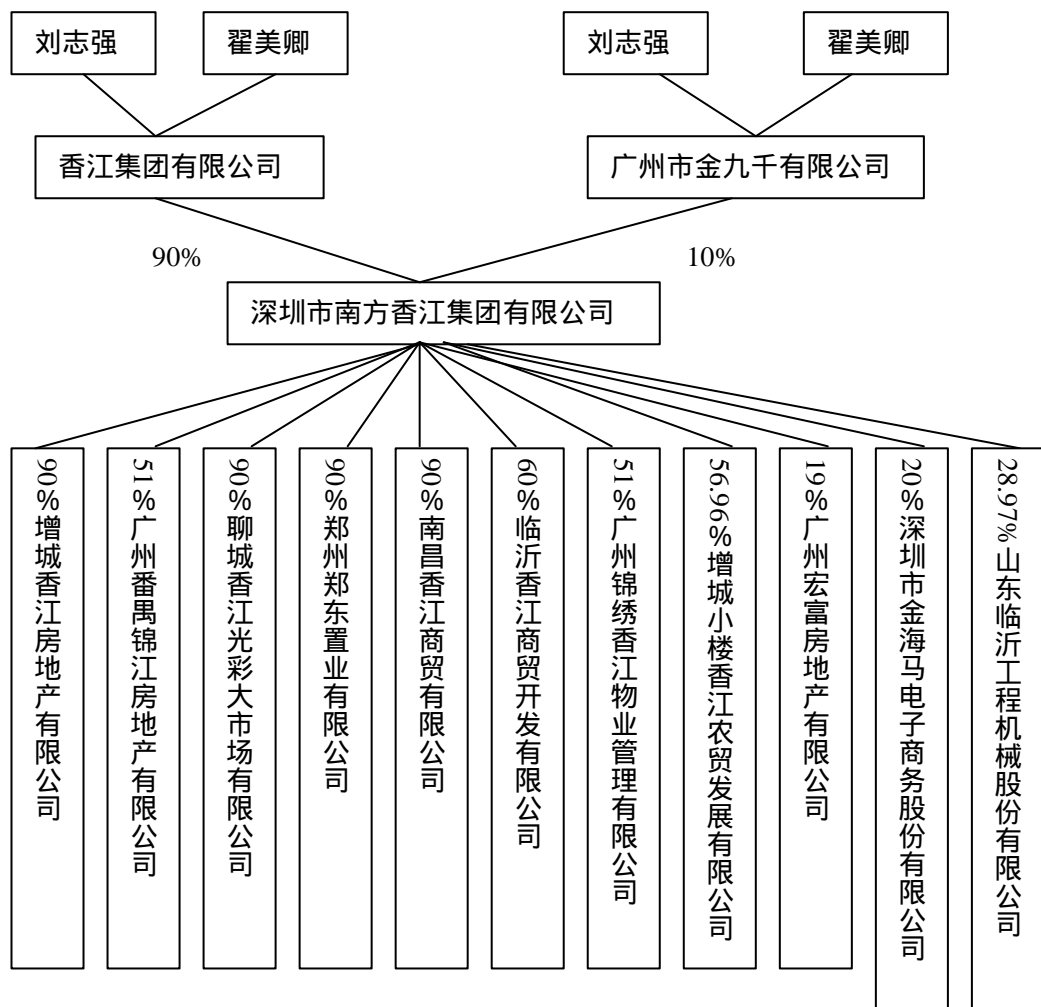 刘志强
翟美卿
刘志强
翟美卿
香江集团有限公司
广州市金九千有限公司
90%
10%
深圳市南方香江集团有限公司
90%增城香江房地产有限公司
51%广州番禺锦江房地产有限公司
90%聊城香江光彩大市场有限公司
90%郑州郑东置业有限公司
90%南昌香江商贸有限公司
60%临沂香江商贸开发有限公司
51%广州锦绣香江物业管理有限公司
56.96%增城小楼香江农贸发展有限公司
19%广州宏富房地产有限公司
20%深圳市金海马电子商务股份有限公司
28.97%山东临沂工程机械股份有限公司